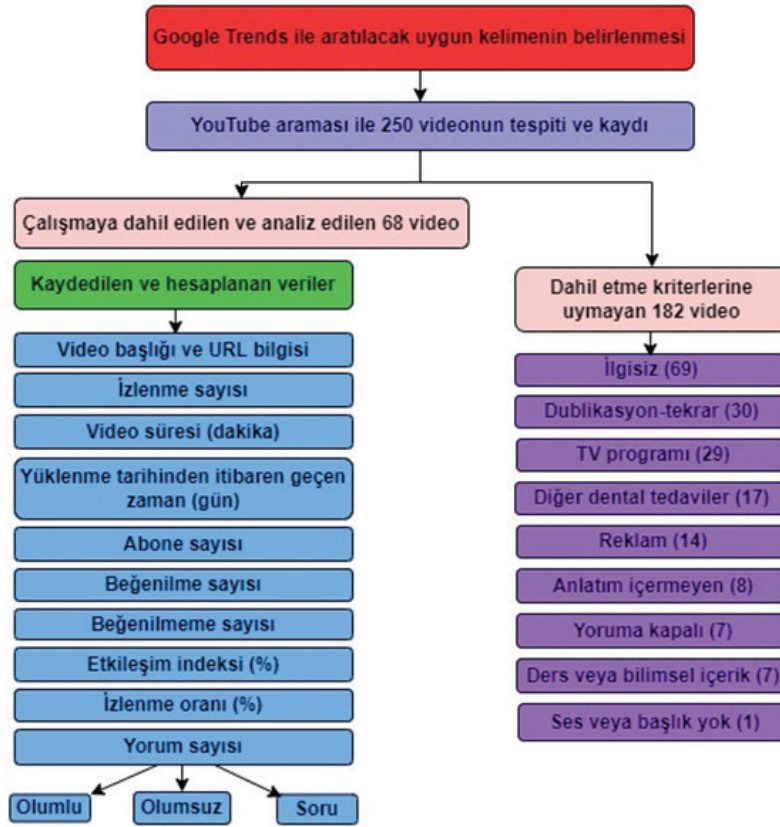 Google Trends ile aratılacak uygun kelimenin belirlenmesi
YouTube araması ile 250 videonun tespiti ve kaydı
Çalışmaya dahil edilen ve analiz edilen 68 video
Kaydedilen ve hesaplanan veriler
Video başlığı ve URL bilgisi
İzlenme sayısı
Video süresi (dakika)
Yüklenme tarihinden itibaren geçen
zaman (gün)
Abone sayısı
Beğenilme sayısı
Beğenilmeme sayısı
Etkileşim indeksi (%)
İzlenme oranı (%)
Yorum sayısı
Olumlu
Olumsuz
Soru
Dahil etme kriterlerine
uymayan 182 video
İlgisiz (69)
Dublikasyon-tekrar (30)
TV programı (29)
Diğer dental tedaviler (17)
Reklam (14)
Anlatım içermeyen (8)
Yoruma kapalı (7)
Ders veya bilimsel içerik (7)
Ses veya başlık yok (1)